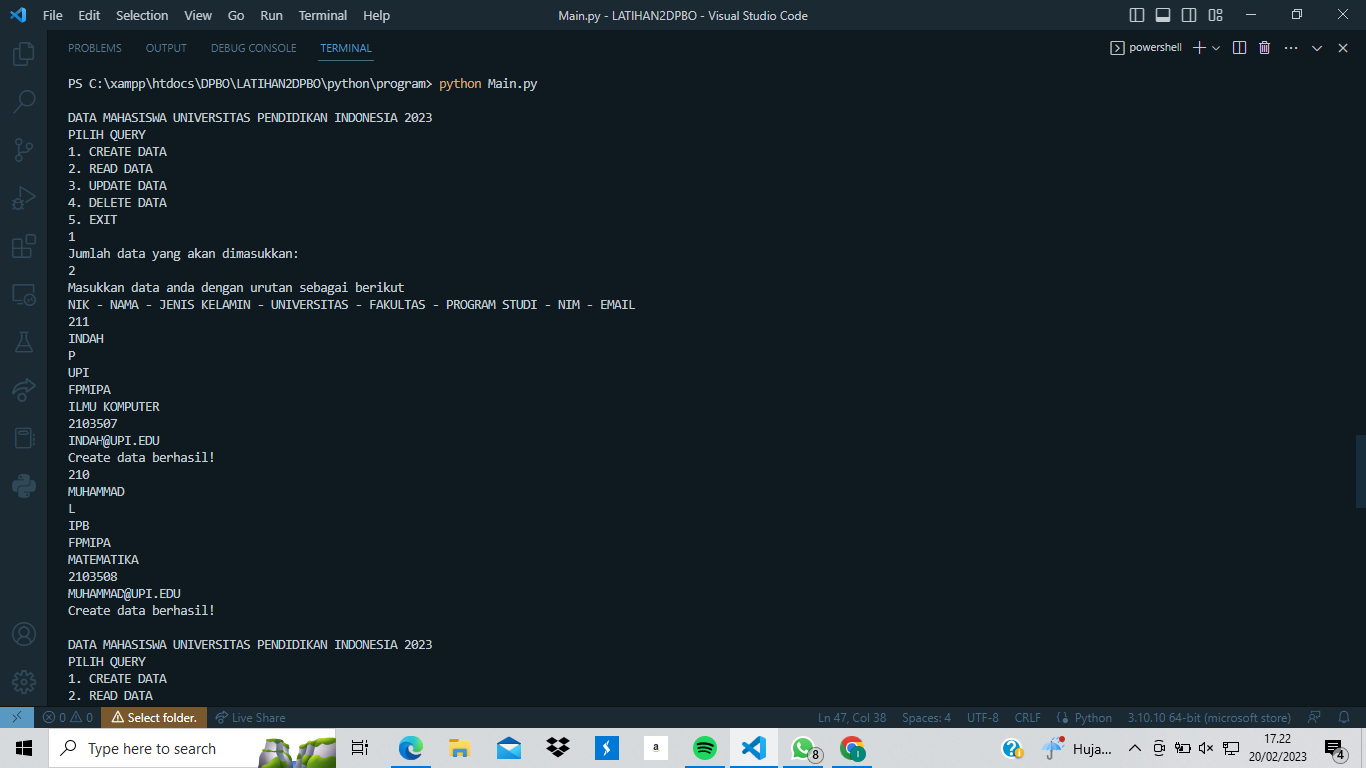 File Edit Selection View Go Run Terminal Help Main.py - LATIHAN2DPBO - Visual Studio Code
PROBLEMS OUTPUT DEBUG CONSOLE TERMINAL powershell
PS C:\xampp\htdocs\DPBO\LATIHAN2DPBO\python\program> python Main.py
DATA MAHASISWA UNIVERSITAS PENDIDIKAN INDONESIA 2023
PILIH QUERY
1. CREATE DATA
2. READ DATA
3. UPDATE DATA
4. DELETE DATA
5. EXIT
1
Jumlah data yang akan dimasukkan:
2
Masukkan data anda dengan urutan sebagai berikut
NIK - NAMA - JENIS KELAMIN - UNIVERSITAS - FAKULTAS - PROGRAM STUDI - NIM - EMAIL
211
INDAH
P
UPI
FPMIPA
ILMU KOMPUTER
2103507
INDAH@UPI.EDU
Create data berhasil!
210
MUHAMMAD
L
IPB
FPMIPA
MATEMATIKA
2103508
MUHAMMAD@UPI.EDU
Create data berhasil!
DATA MAHASISWA UNIVERSITAS PENDIDIKAN INDONESIA 2023
PILIH QUERY
1. CREATE DATA
2. READ DATA
0 0 Select folder. Live Share Ln 47, Col 38 Spaces: 4 UTF-8 CRLF Python 3.10.10 64-bit (microsoft store)
Type here to search a 8 Huja... 17.22
20/02/2023 4